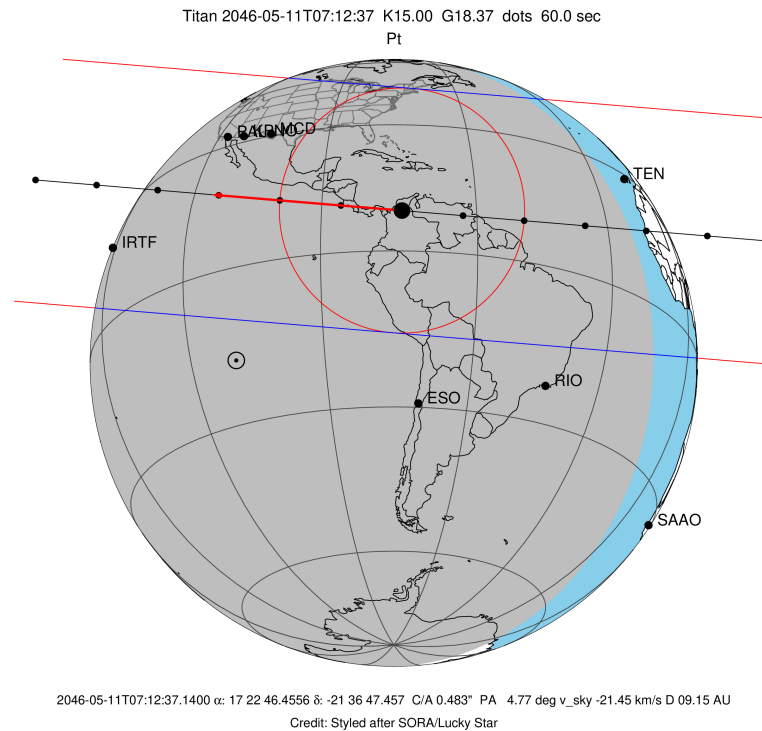 Titan 2046-05-11T07:12:37 K15.00 G18.37 dots 60.0 sec
Pt
KPNO MCD
TEN
IRTF
RIO
ESO
SAAO
2046-05-11T07:12:37.1400 α: 17 22 46.4556 δ: -21 36 47.457 C/A 0.483" PA 4.77 deg v_sky -21.45 km/s D 09.15 AU
Credit: Styled after SORA/Lucky Star